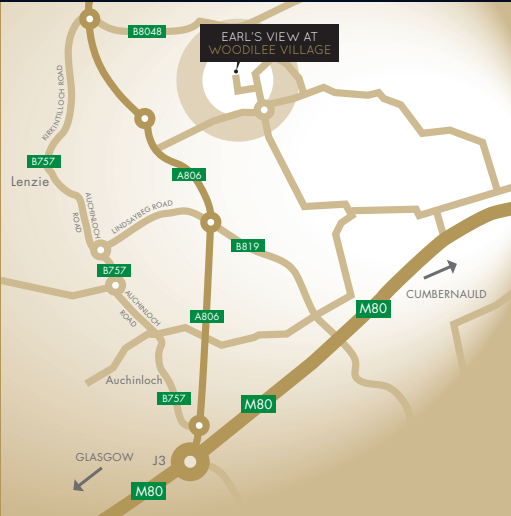 B8048
EARL'S VIEW AT
WOODILEE VILLAGE
KIRKINTILLOCH ROAD
B757
Lenzie
A806
AUCHINLOCH
ROAD
LINDSAYBEG ROAD
B819
B757
CUMBERNAULD
AUCHINLOCH
ROAD
A806
M80
Auchinloch
B757
M80
GLASGOW
J3
M80